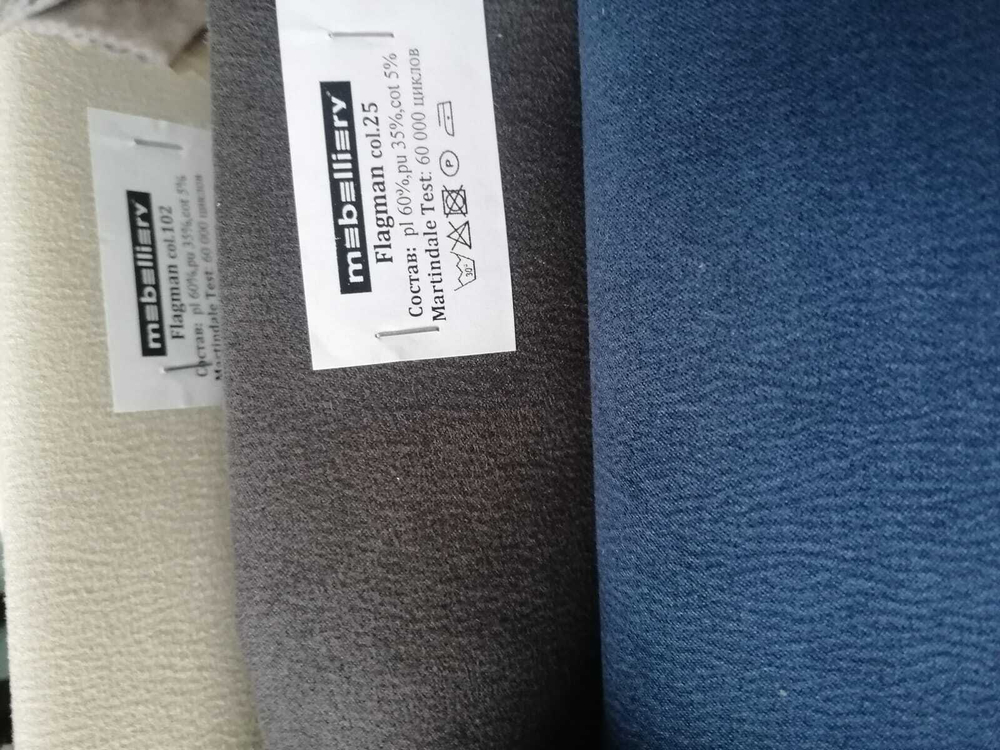 mebelliery
Flagman col.102
Состав: pl 60%,pu 35%,cot 5%
Martindale Test: 60 000 циклов
mebelliery
Flagman col.25
Состав: pl 60%,pu 35%,cot 5%
Martindale Test: 60 000 циклов
30° P